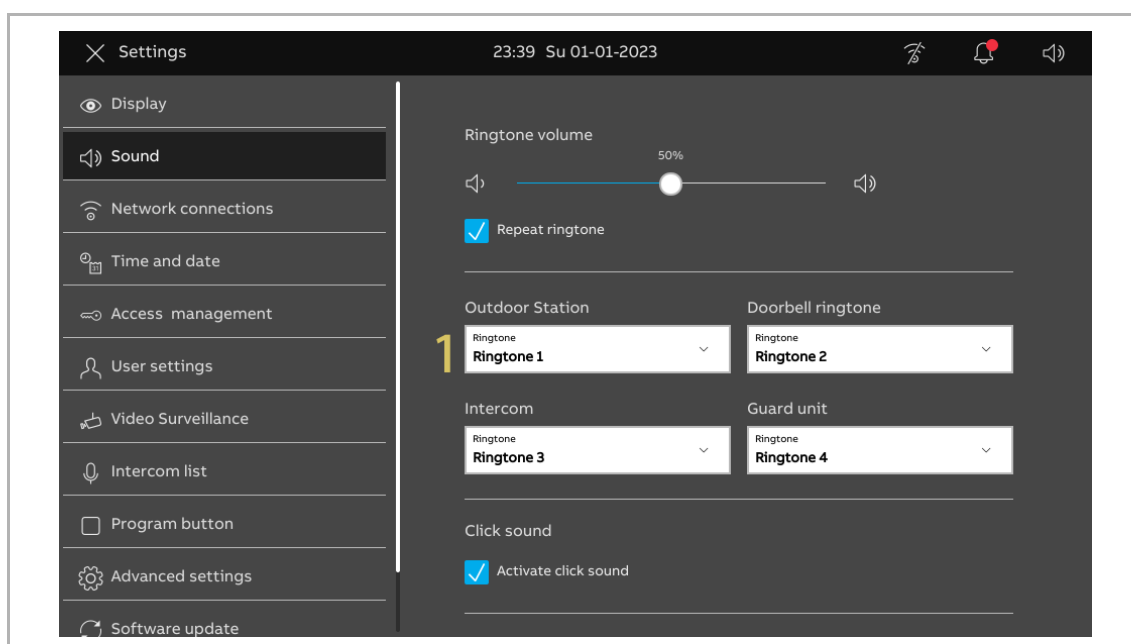 Settings
23:39 Su 01-01-2023
Display
Sound
Network connections
Time and date
Access management
User settings
Video Surveillance
Intercom list
Program button
Advanced settings
Software update
Ringtone volume
50%
Repeat ringtone
Outdoor Station
Doorbell ringtone
1
Ringtone
Ringtone 1
Ringtone
Ringtone 2
Intercom
Guard unit
Ringtone
Ringtone 3
Ringtone
Ringtone 4
Click sound
Activate click sound